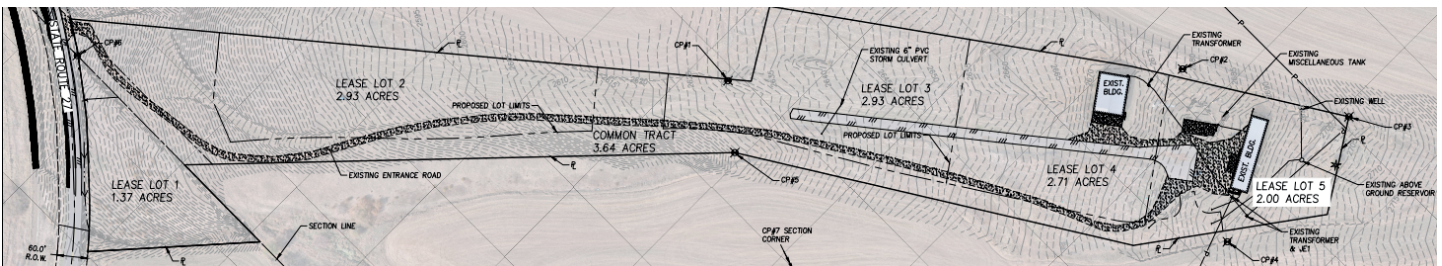 STATE ROUTE #27
CP#6
℄
CP#1
EXISTING 6" PVC
STORM CULVERT
EXISTING
TRANSFORMER
CP#2
EXISTING
MISCELLANEOUS TANK
LEASE LOT 2
2.93 ACRES
LEASE LOT 3
2.93 ACRES
EXIST.
BLDG.
EXISTING WELL
CP#3
PROPOSED LOT LIMITS
PROPOSED LOT LIMITS
COMMON TRACT
3.64 ACRES
EXISTING ENTRANCE ROAD
LEASE LOT 1
1.37 ACRES
CP#5
LEASE LOT 4
2.71 ACRES
EXIST. BLDG.
LEASE LOT 5
2.00 ACRES
EXISTING ABOVE
GROUND RESERVOIR
SECTION LINE
CP#7 SECTION
CORNER
EXISTING
TRANSFORMER
& JET
CP#4
60.0'
R.O.W.